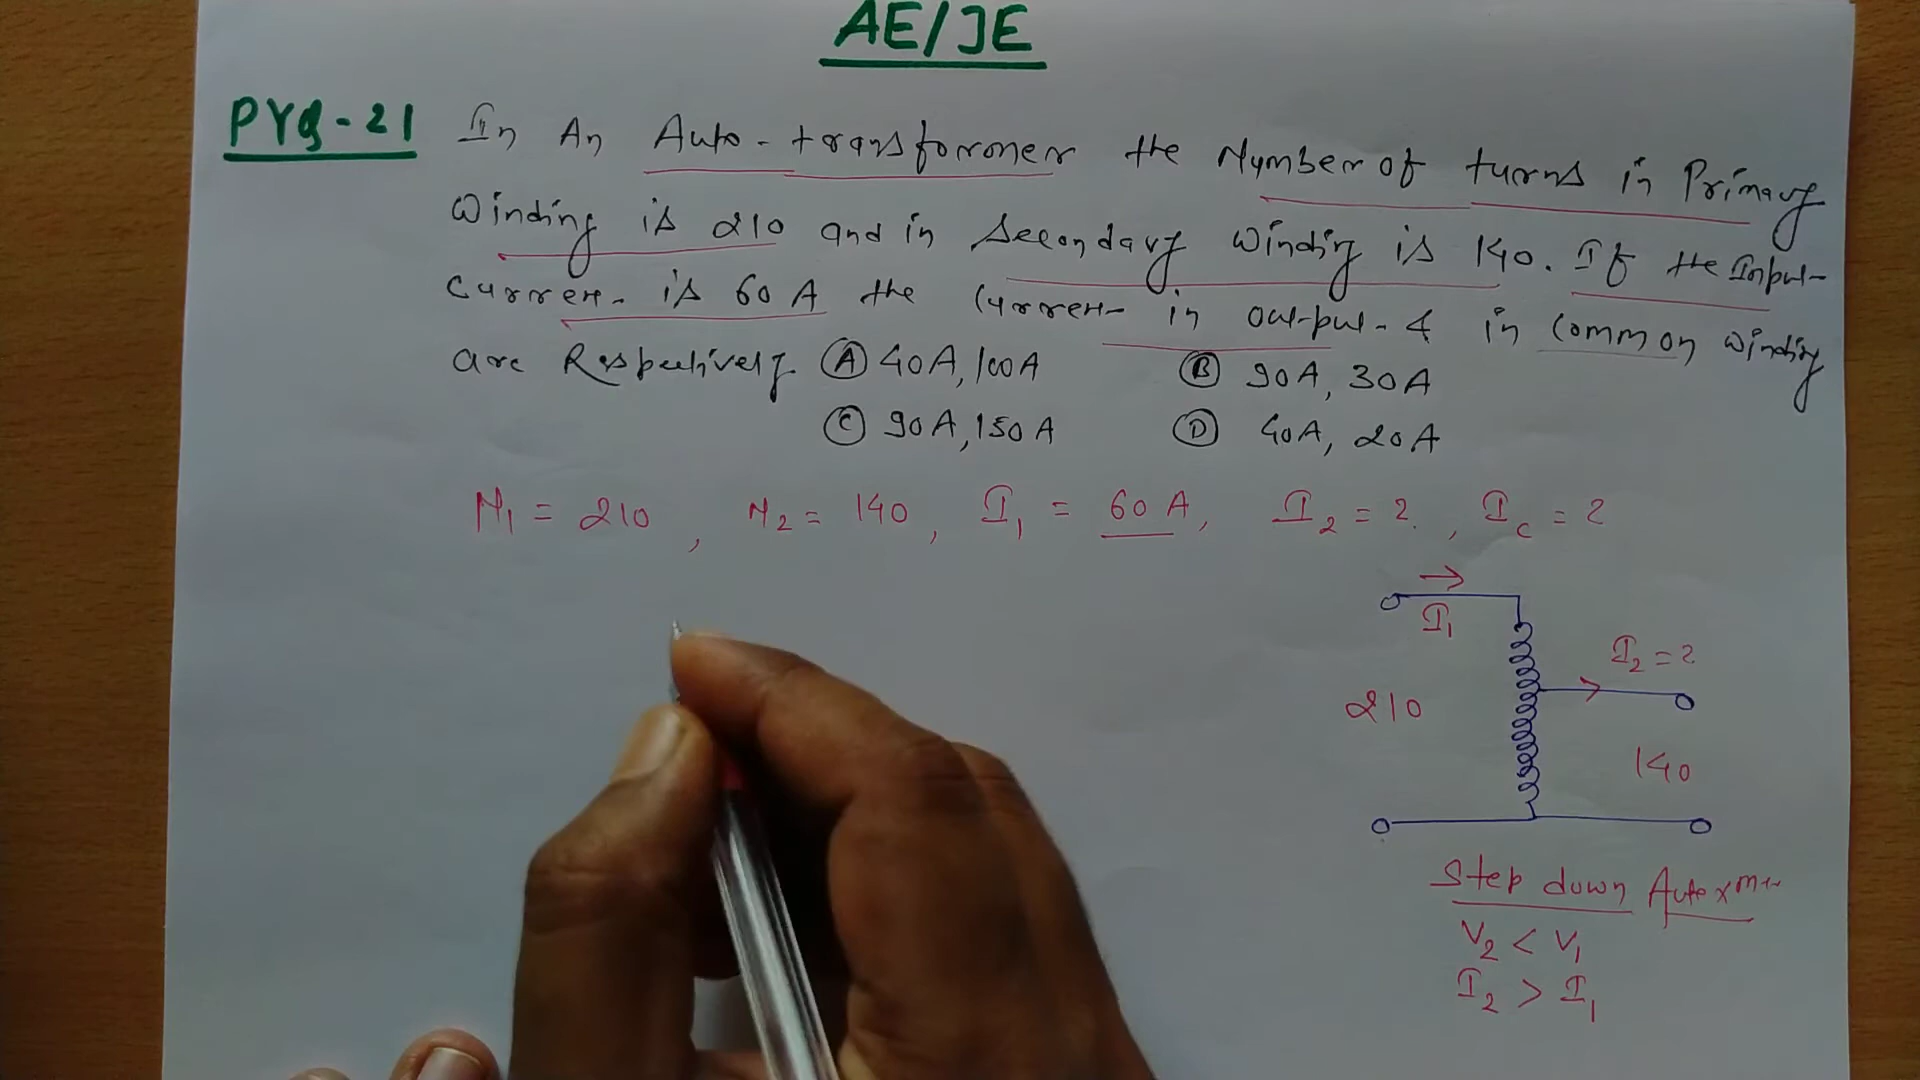 AE/JE
PYQ-21 In An Auto-transformer the Number of turns in Primary
Winding is 210 and in Secondary Winding is 140. If the Input
Current is 60 A the Current in output & in Common Winding
are Respectively. (A) 40A, 100A (B) 90A, 30A
(C) 90A, 150A (D) 40A, 20A
N1 = 210, N2 = 140, I1 = 60 A, I2 = ?, Ic = ?
I1
I2 = ?
210
140
Step down Autoxmtr
V2 < V1
I2 > I1